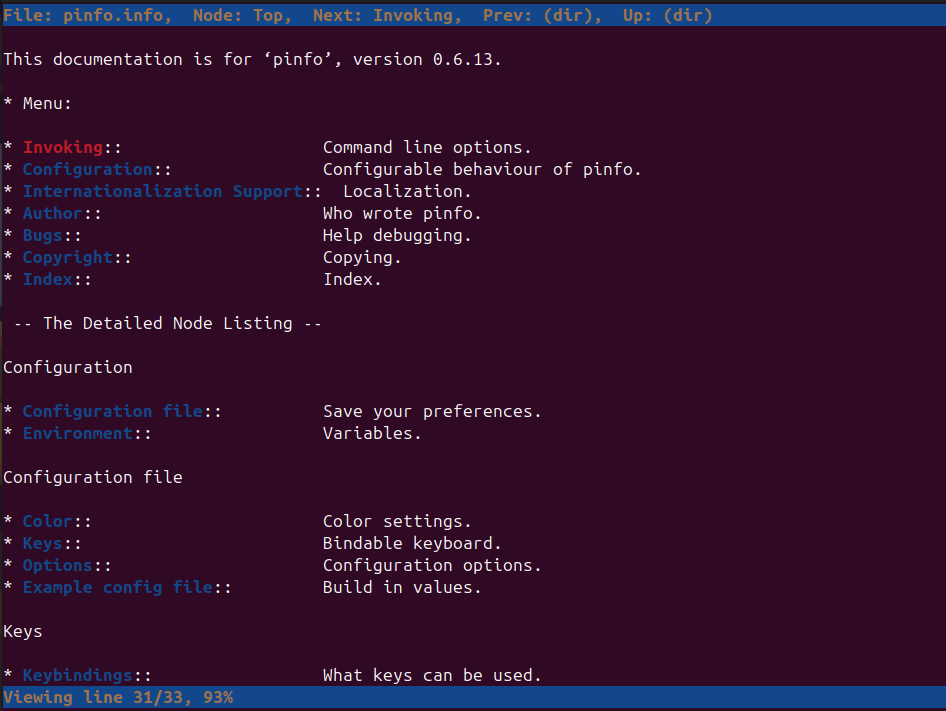 File: pinfo.info,  Node: Top,  Next: Invoking,  Prev: (dir),  Up: (dir)
This documentation is for ‘pinfo’, version 0.6.13.
* Menu:
* Invoking::                    Command line options.
* Configuration::               Configurable behaviour of pinfo.
* Internationalization Support::  Localization.
* Author::                      Who wrote pinfo.
* Bugs::                        Help debugging.
* Copyright::                   Copying.
* Index::                       Index.
 -- The Detailed Node Listing --
Configuration
* Configuration file::          Save your preferences.
* Environment::                 Variables.
Configuration file
* Color::                       Color settings.
* Keys::                        Bindable keyboard.
* Options::                     Configuration options.
* Example config file::         Build in values.
Keys
* Keybindings::                 What keys can be used.
Viewing line 31/33, 93%